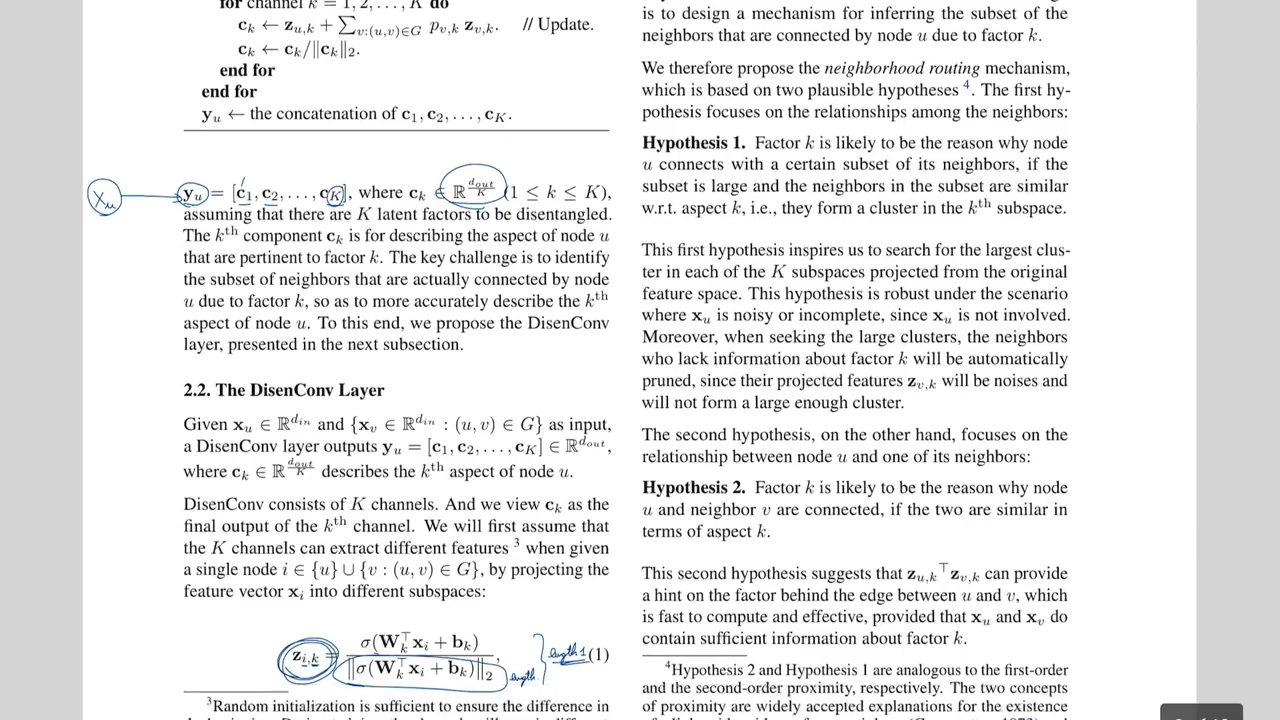 for channel k = 1, 2, . . . , K do
c_k ← z_{u,k} + ∑_{v:(u,v)∈G} p_{v,k} z_{v,k}. // Update.
c_k ← c_k/‖c_k‖_2.
end for
end for
y_u ← the concatenation of c_1, c_2, . . . , c_K.
x_u
y_u = [c_1, c_2, . . . , c_K], where c_k ∈ ℝ^{d_{out}/K} (1 ≤ k ≤ K),
assuming that there are K latent factors to be disentangled.
The k^{th} component c_k is for describing the aspect of node u
that are pertinent to factor k. The key challenge is to identify
the subset of neighbors that are actually connected by node
u due to factor k, so as to more accurately describe the k^{th}
aspect of node u. To this end, we propose the DisenConv
layer, presented in the next subsection.
2.2. The DisenConv Layer
Given x_u ∈ ℝ^{d_{in}} and {x_v ∈ ℝ^{d_{in}} : (u, v) ∈ G} as input,
a DisenConv layer outputs y_u = [c_1, c_2, . . . , c_K] ∈ ℝ^{d_{out}},
where c_k ∈ ℝ^{d_{out}/K} describes the k^{th} aspect of node u.
DisenConv consists of K channels. And we view c_k as the
final output of the k^{th} channel. We will first assume that
the K channels can extract different features ³ when given
a single node i ∈ {u} ∪ {v : (u, v) ∈ G}, by projecting the
feature vector x_i into different subspaces:
z_{i,k} = σ(W_k^⊤ x_i + b_k) / ‖σ(W_k^⊤ x_i + b_k)‖_2, (1)
length 1
length
³Random initialization is sufficient to ensure the difference in
is to design a mechanism for inferring the subset of the
neighbors that are connected by node u due to factor k.
We therefore propose the neighborhood routing mechanism,
which is based on two plausible hypotheses ⁴. The first hy-
pothesis focuses on the relationships among the neighbors:
Hypothesis 1. Factor k is likely to be the reason why node
u connects with a certain subset of its neighbors, if the
subset is large and the neighbors in the subset are similar
w.r.t. aspect k, i.e., they form a cluster in the k^{th} subspace.
This first hypothesis inspires us to search for the largest clus-
ter in each of the K subspaces projected from the original
feature space. This hypothesis is robust under the scenario
where x_u is noisy or incomplete, since x_u is not involved.
Moreover, when seeking the large clusters, the neighbors
who lack information about factor k will be automatically
pruned, since their projected features z_{v,k} will be noises and
will not form a large enough cluster.
The second hypothesis, on the other hand, focuses on the
relationship between node u and one of its neighbors:
Hypothesis 2. Factor k is likely to be the reason why node
u and neighbor v are connected, if the two are similar in
terms of aspect k.
This second hypothesis suggests that z_{u,k}^⊤ z_{v,k} can provide
a hint on the factor behind the edge between u and v, which
is fast to compute and effective, provided that x_u and x_v do
contain sufficient information about factor k.
⁴Hypothesis 2 and Hypothesis 1 are analogous to the first-order
and the second-order proximity, respectively. The two concepts
of proximity are widely accepted explanations for the existence